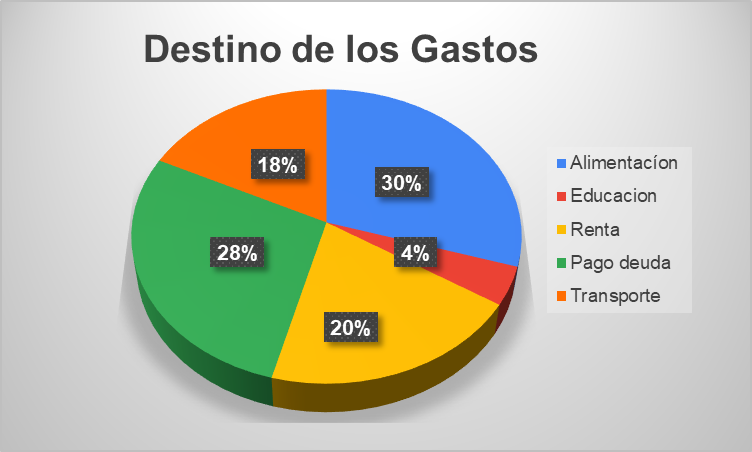 Destino de los Gastos
18%
30%
28%
4%
20%
Alimentacíon
Educacion
Renta
Pago deuda
Transporte